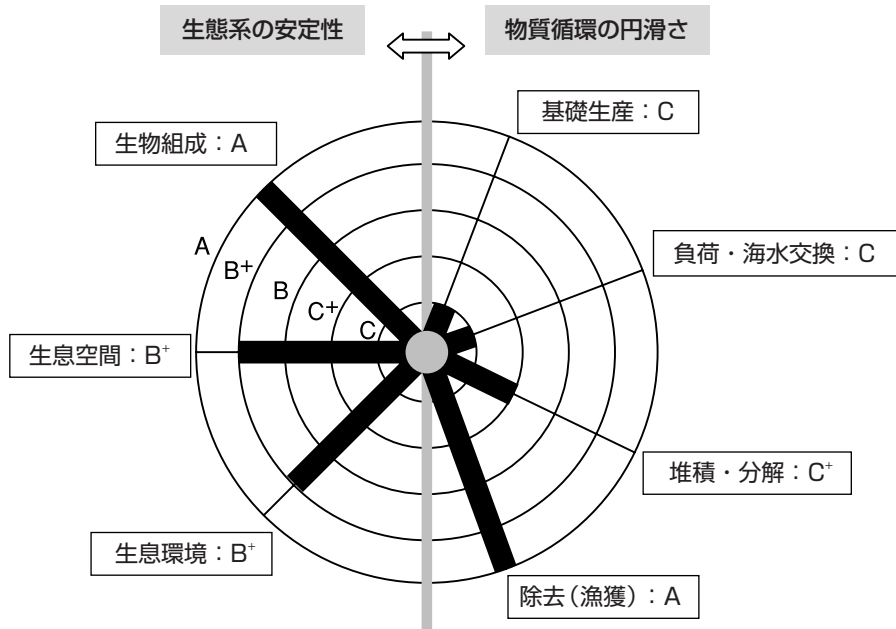 生態系の安定性
物質循環の円滑さ
基礎生産：C
生物組成：A
負荷・海水交換：C
A
B⁺
B
C⁺
C
生息空間：B⁺
堆積・分解：C⁺
生息環境：B⁺
除去（漁獲）：A